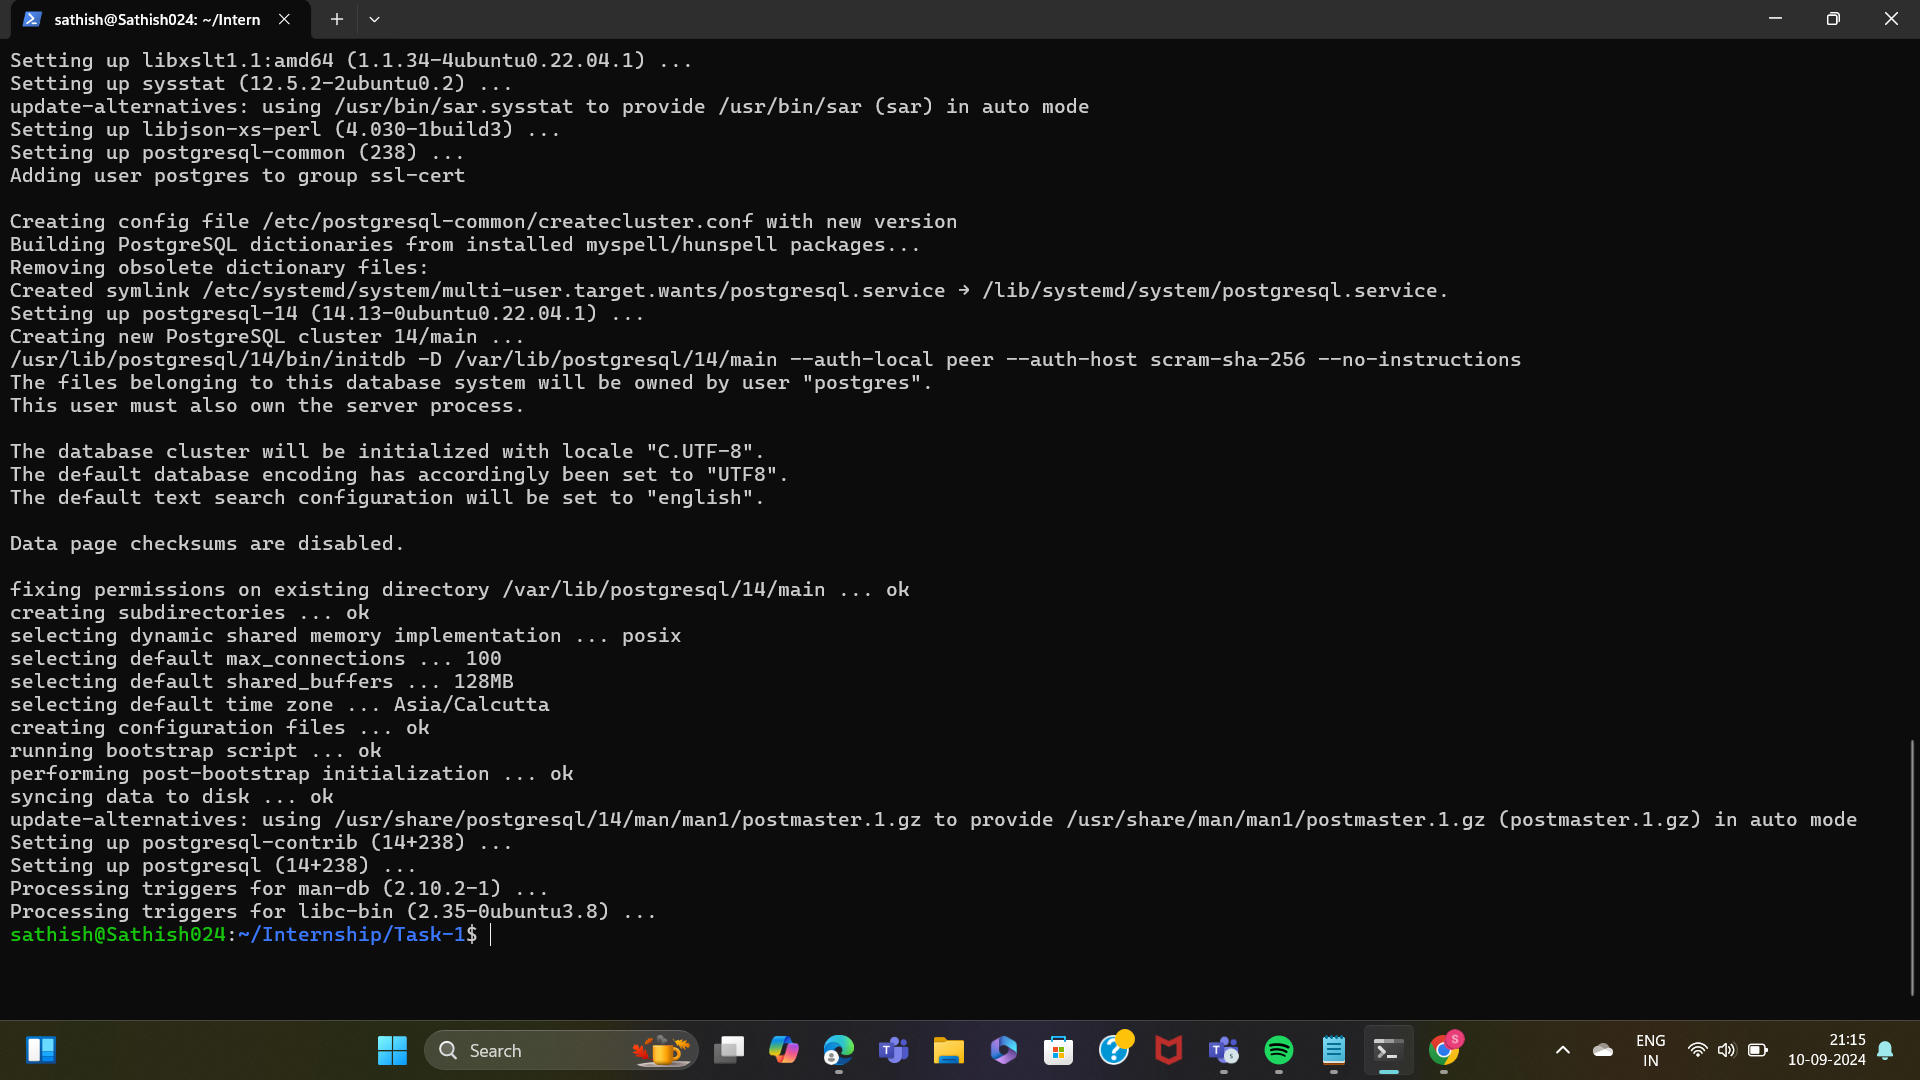 sathish@Sathish024: ~/Intern
Setting up libxslt1.1:amd64 (1.1.34-4ubuntu0.22.04.1) ...
Setting up sysstat (12.5.2-2ubuntu0.2) ...
update-alternatives: using /usr/bin/sar.sysstat to provide /usr/bin/sar (sar) in auto mode
Setting up libjson-xs-perl (4.030-1build3) ...
Setting up postgresql-common (238) ...
Adding user postgres to group ssl-cert
Creating config file /etc/postgresql-common/createcluster.conf with new version
Building PostgreSQL dictionaries from installed myspell/hunspell packages...
Removing obsolete dictionary files:
Created symlink /etc/systemd/system/multi-user.target.wants/postgresql.service → /lib/systemd/system/postgresql.service.
Setting up postgresql-14 (14.13-0ubuntu0.22.04.1) ...
Creating new PostgreSQL cluster 14/main ...
/usr/lib/postgresql/14/bin/initdb -D /var/lib/postgresql/14/main --auth-local peer --auth-host scram-sha-256 --no-instructions
The files belonging to this database system will be owned by user "postgres".
This user must also own the server process.
The database cluster will be initialized with locale "C.UTF-8".
The default database encoding has accordingly been set to "UTF8".
The default text search configuration will be set to "english".
Data page checksums are disabled.
fixing permissions on existing directory /var/lib/postgresql/14/main ... ok
creating subdirectories ... ok
selecting dynamic shared memory implementation ... posix
selecting default max_connections ... 100
selecting default shared_buffers ... 128MB
selecting default time zone ... Asia/Calcutta
creating configuration files ... ok
running bootstrap script ... ok
performing post-bootstrap initialization ... ok
syncing data to disk ... ok
update-alternatives: using /usr/share/postgresql/14/man/man1/postmaster.1.gz to provide /usr/share/man/man1/postmaster.1.gz (postmaster.1.gz) in auto mode
Setting up postgresql-contrib (14+238) ...
Setting up postgresql (14+238) ...
Processing triggers for man-db (2.10.2-1) ...
Processing triggers for libc-bin (2.35-0ubuntu3.8) ...
sathish@Sathish024:~/Internship/Task-1$
Search
ENG
IN
21:15
10-09-2024